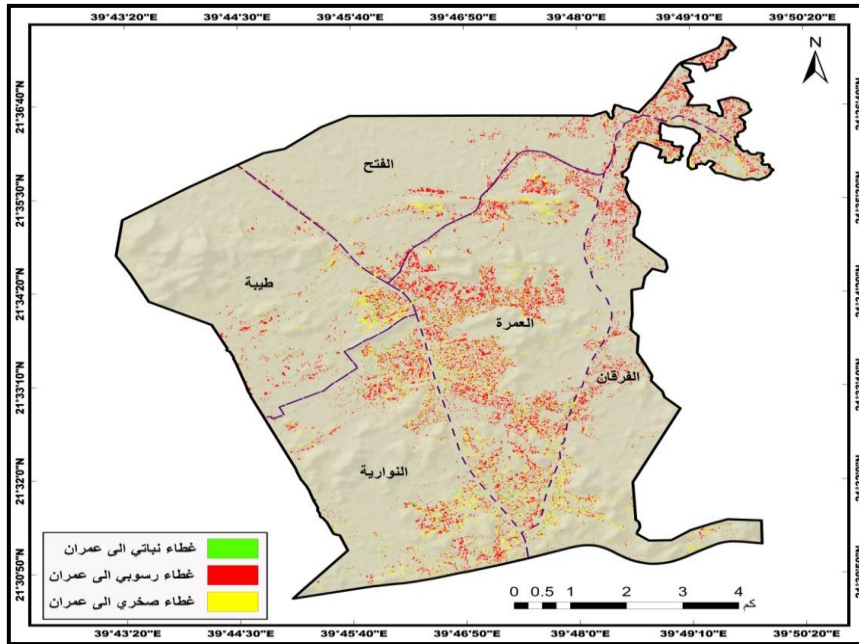 39°43'20"E 39°44'30"E 39°45'40"E 39°46'50"E 39°48'0"E 39°49'10"E 39°50'20"E
N
21°36'40"N
21°35'30"N
21°34'20"N
21°33'10"N
21°32'0"N
21°30'50"N
الفتح
طيبة
العمرة
الفرقان
النوارية
غطاء نباتي الى عمران
غطاء رسوبي الى عمران
غطاء صخري الى عمران
0 0.5 1 2 3 4
كم
39°43'20"E 39°44'30"E 39°45'40"E 39°46'50"E 39°48'0"E 39°49'10"E 39°50'20"E